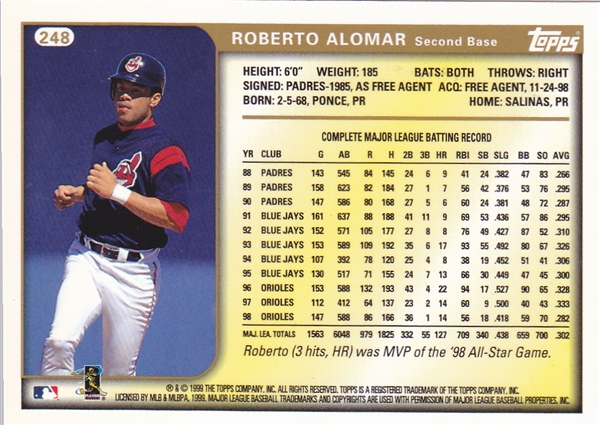 248
ROBERTO ALOMAR Second Base
Topps
HEIGHT: 6'0" WEIGHT: 185 BATS: BOTH THROWS: RIGHT
SIGNED: PADRES-1985, AS FREE AGENT ACQ: FREE AGENT, 11-24-98
BORN: 2-5-68, PONCE, PR HOME: SALINAS, PR
COMPLETE MAJOR LEAGUE BATTING RECORD
YR CLUB G AB R H 2B 3B HR RBI SB SLG BB SO AVG
88 PADRES 143 545 84 145 24 6 9 41 24 .382 47 83 .266
89 PADRES 158 623 82 184 27 1 7 56 42 .376 53 76 .295
90 PADRES 147 586 80 168 27 5 6 60 24 .381 48 72 .287
91 BLUE JAYS 161 637 88 188 41 11 9 69 53 .436 57 86 .295
92 BLUE JAYS 152 571 105 177 27 8 8 76 49 .427 87 52 .310
93 BLUE JAYS 153 589 109 192 35 6 17 93 55 .492 80 67 .326
94 BLUE JAYS 107 392 78 120 25 4 8 38 19 .452 51 41 .306
95 BLUE JAYS 130 517 71 155 24 7 13 66 30 .449 47 45 .300
96 ORIOLES 153 588 132 193 43 4 22 94 17 .527 90 65 .328
97 ORIOLES 112 412 64 137 23 2 14 60 9 .500 40 43 .333
98 ORIOLES 147 588 86 166 36 1 14 56 18 .418 59 70 .282
MAJ. LEA. TOTALS 1563 6048 979 1825 332 55 127 709 340 .438 659 700 .302
Roberto (3 hits, HR) was MVP of the '98 All-Star Game.
® & © 1999 THE TOPPS COMPANY, INC. ALL RIGHTS RESERVED. TOPPS IS A REGISTERED TRADEMARK OF THE TOPPS COMPANY, INC.
LICENSED BY MLB & MLBPA, 1999. MAJOR LEAGUE BASEBALL TRADEMARKS AND COPYRIGHTS ARE USED WITH PERMISSION OF MAJOR LEAGUE BASEBALL PROPERTIES, INC.